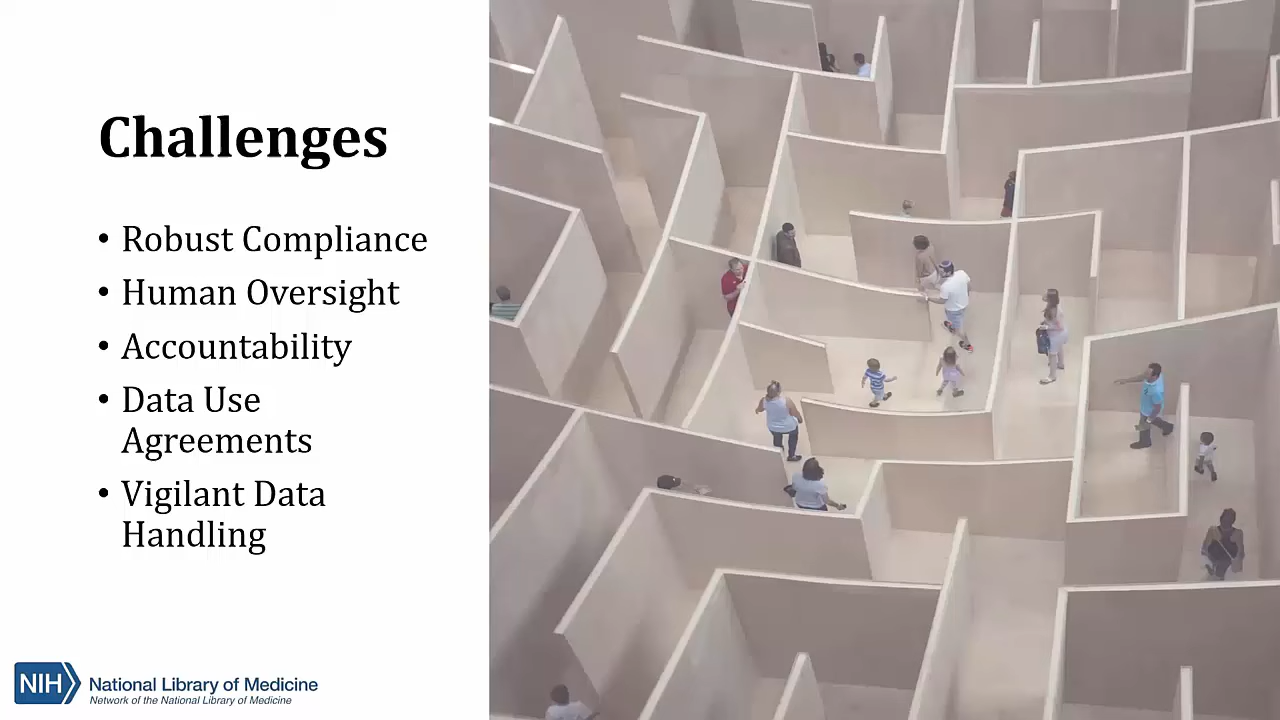 Challenges
• Robust Compliance
• Human Oversight
• Accountability
• Data Use
Agreements
• Vigilant Data
Handling
NIH National Library of Medicine
Network of the National Library of Medicine